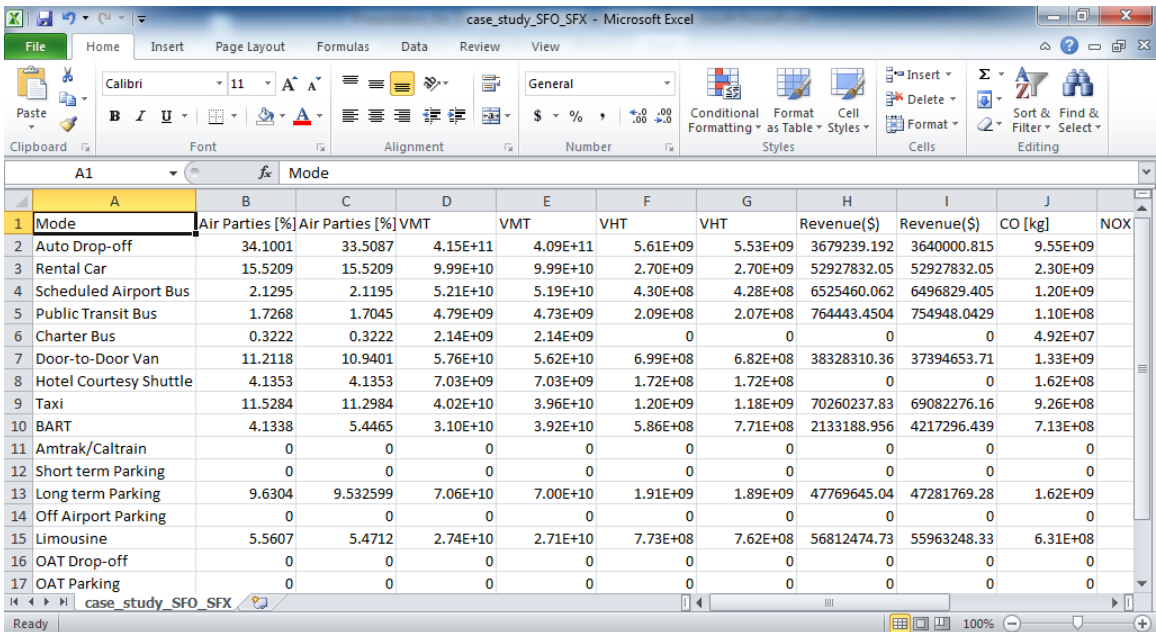 case_study_SFO_SFX - Microsoft Excel
File Home Insert Page Layout Formulas Data Review View
Paste
Clipboard
Calibri 11
B I U
Font
Alignment
General
$ % ,
Number
Conditional Formatting
Format as Table
Cell Styles
Styles
Insert
Delete
Format
Cells
Sort & Filter
Find & Select
Editing
A1 fx Mode
A B C D E F G H I J
1 Mode Air Parties [%] Air Parties [%] VMT VMT VHT VHT Revenue($) Revenue($) CO [kg] NOX
2 Auto Drop-off 34.1001 33.5087 4.15E+11 4.09E+11 5.61E+09 5.53E+09 3679239.192 3640000.815 9.55E+09
3 Rental Car 15.5209 15.5209 9.99E+10 9.99E+10 2.70E+09 2.70E+09 52927832.05 52927832.05 2.30E+09
4 Scheduled Airport Bus 2.1295 2.1195 5.21E+10 5.19E+10 4.30E+08 4.28E+08 6525460.062 6496829.405 1.20E+09
5 Public Transit Bus 1.7268 1.7045 4.79E+09 4.73E+09 2.09E+08 2.07E+08 764443.4504 754948.0429 1.10E+08
6 Charter Bus 0.3222 0.3222 2.14E+09 2.14E+09 0 0 0 0 4.92E+07
7 Door-to-Door Van 11.2118 10.9401 5.76E+10 5.62E+10 6.99E+08 6.82E+08 38328310.36 37394653.71 1.33E+09
8 Hotel Courtesy Shuttle 4.1353 4.1353 7.03E+09 7.03E+09 1.72E+08 1.72E+08 0 0 1.62E+08
9 Taxi 11.5284 11.2984 4.02E+10 3.96E+10 1.20E+09 1.18E+09 70260237.83 69082276.16 9.26E+08
10 BART 4.1338 5.4465 3.10E+10 3.92E+10 5.86E+08 7.71E+08 2133188.956 4217296.439 7.13E+08
11 Amtrak/Caltrain 0 0 0 0 0 0 0 0 0
12 Short term Parking 0 0 0 0 0 0 0 0 0
13 Long term Parking 9.6304 9.532599 7.06E+10 7.00E+10 1.91E+09 1.89E+09 47769645.04 47281769.28 1.62E+09
14 Off Airport Parking 0 0 0 0 0 0 0 0 0
15 Limousine 5.5607 5.4712 2.74E+10 2.71E+10 7.73E+08 7.62E+08 56812474.73 55963248.33 6.31E+08
16 OAT Drop-off 0 0 0 0 0 0 0 0 0
17 OAT Parking 0 0 0 0 0 0 0 0 0
case_study_SFO_SFX
Ready 100%